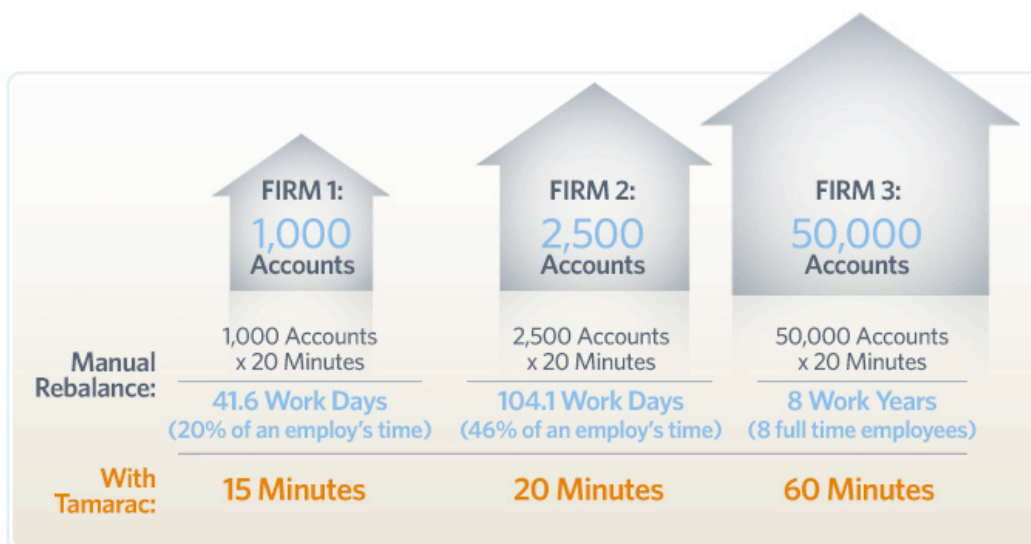 FIRM 1:
1,000
Accounts
FIRM 2:
2,500
Accounts
FIRM 3:
50,000
Accounts
Manual
Rebalance:
1,000 Accounts
x 20 Minutes
41.6 Work Days
(20% of an employ's time)
2,500 Accounts
x 20 Minutes
104.1 Work Days
(46% of an employ's time)
50,000 Accounts
x 20 Minutes
8 Work Years
(8 full time employees)
With
Tamarac:
15 Minutes
20 Minutes
60 Minutes